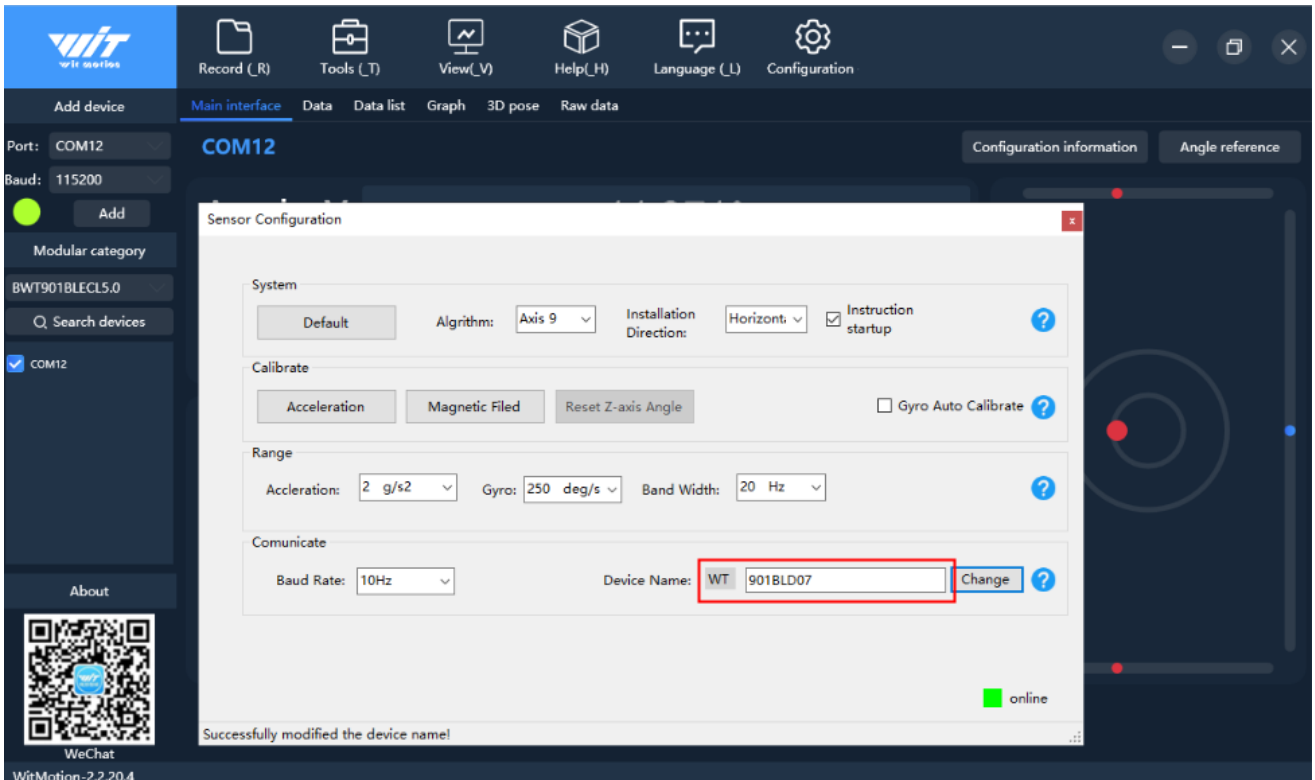 WiT
wit motion
Record (_R)
Tools (_T)
View(_V)
Help(_H)
Language (_L)
Configuration
Add device
Main interface
Data
Data list
Graph
3D pose
Raw data
Port: COM12
COM12
Configuration information
Angle reference
Baud: 115200
Add
Modular category
BWT901BLECL5.0
Search devices
COM12
Sensor Configuration
x
System
Default
Algrithm: Axis 9
Installation Direction: Horizont
Instruction startup
?
Calibrate
Acceleration
Magnetic Filed
Reset Z-axis Angle
Gyro Auto Calibrate
?
Range
Accleration: 2 g/s2
Gyro: 250 deg/s
Band Width: 20 Hz
?
Comunicate
Baud Rate: 10Hz
Device Name: WT 901BLD07
Change
?
online
Successfully modified the device name!
About
WeChat
WitMotion-2.2.20.4